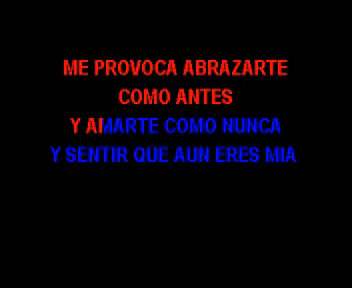 ME PROVOCA ABRAZARTE
COMO ANTES
Y AMARTE COMO NUNCA
Y SENTIR QUE AUN ERES MIA